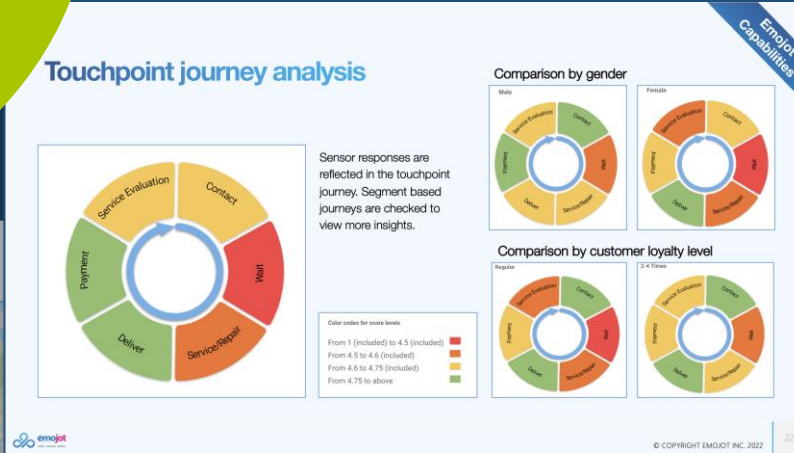 Emojot
Capabilities
Touchpoint journey analysis
Service Evaluation
Contact
Wait
Service/Repair
Deliver
Payment
Sensor responses are
reflected in the touchpoint
journey. Segment based
journeys are checked to
view more insights.
Color codes for score levels
From 1 (included) to 4.5 (included)
From 4.5 to 4.6 (included)
From 4.6 to 4.75 (included)
From 4.75 to above
Comparison by gender
Male
Service Evaluation
Contact
Wait
Service/Repair
Deliver
Payment
Female
Service Evaluation
Contact
Wait
Service/Repair
Deliver
Payment
Comparison by customer loyalty level
Regular
Service Evaluation
Contact
Wait
Service/Repair
Deliver
Payment
2-4 Times
Service Evaluation
Contact
Wait
Service/Repair
Deliver
Payment
emojot
© COPYRIGHT EMOJOT INC. 2022
22